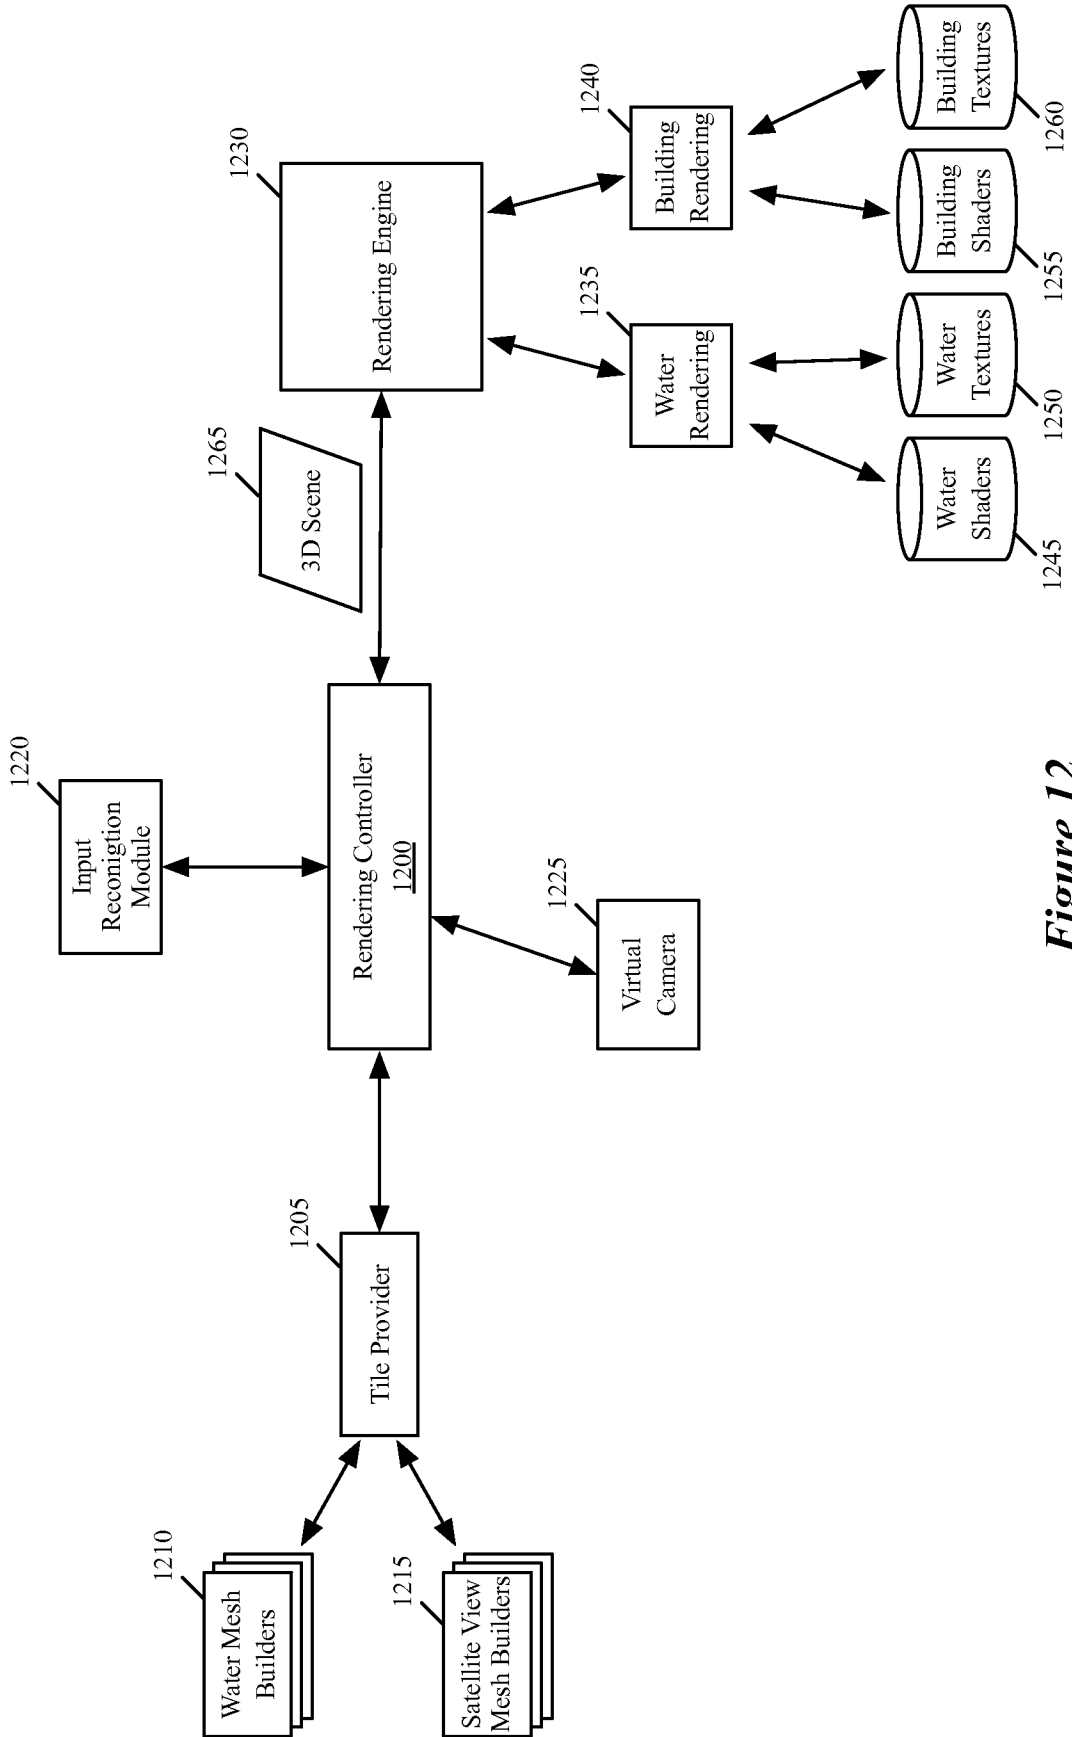 1210
Water Mesh
Builders
1215
Satellite View
Mesh Builders
1205
Tile Provider
1220
Input
Reconigtion
Module
Rendering Controller
1200
1225
Virtual
Camera
1265
3D Scene
1230
Rendering Engine
1235
Water
Rendering
1240
Building
Rendering
Water
Shaders
1245
Water
Textures
1250
Building
Shaders
1255
Building
Textures
1260
Figure 12